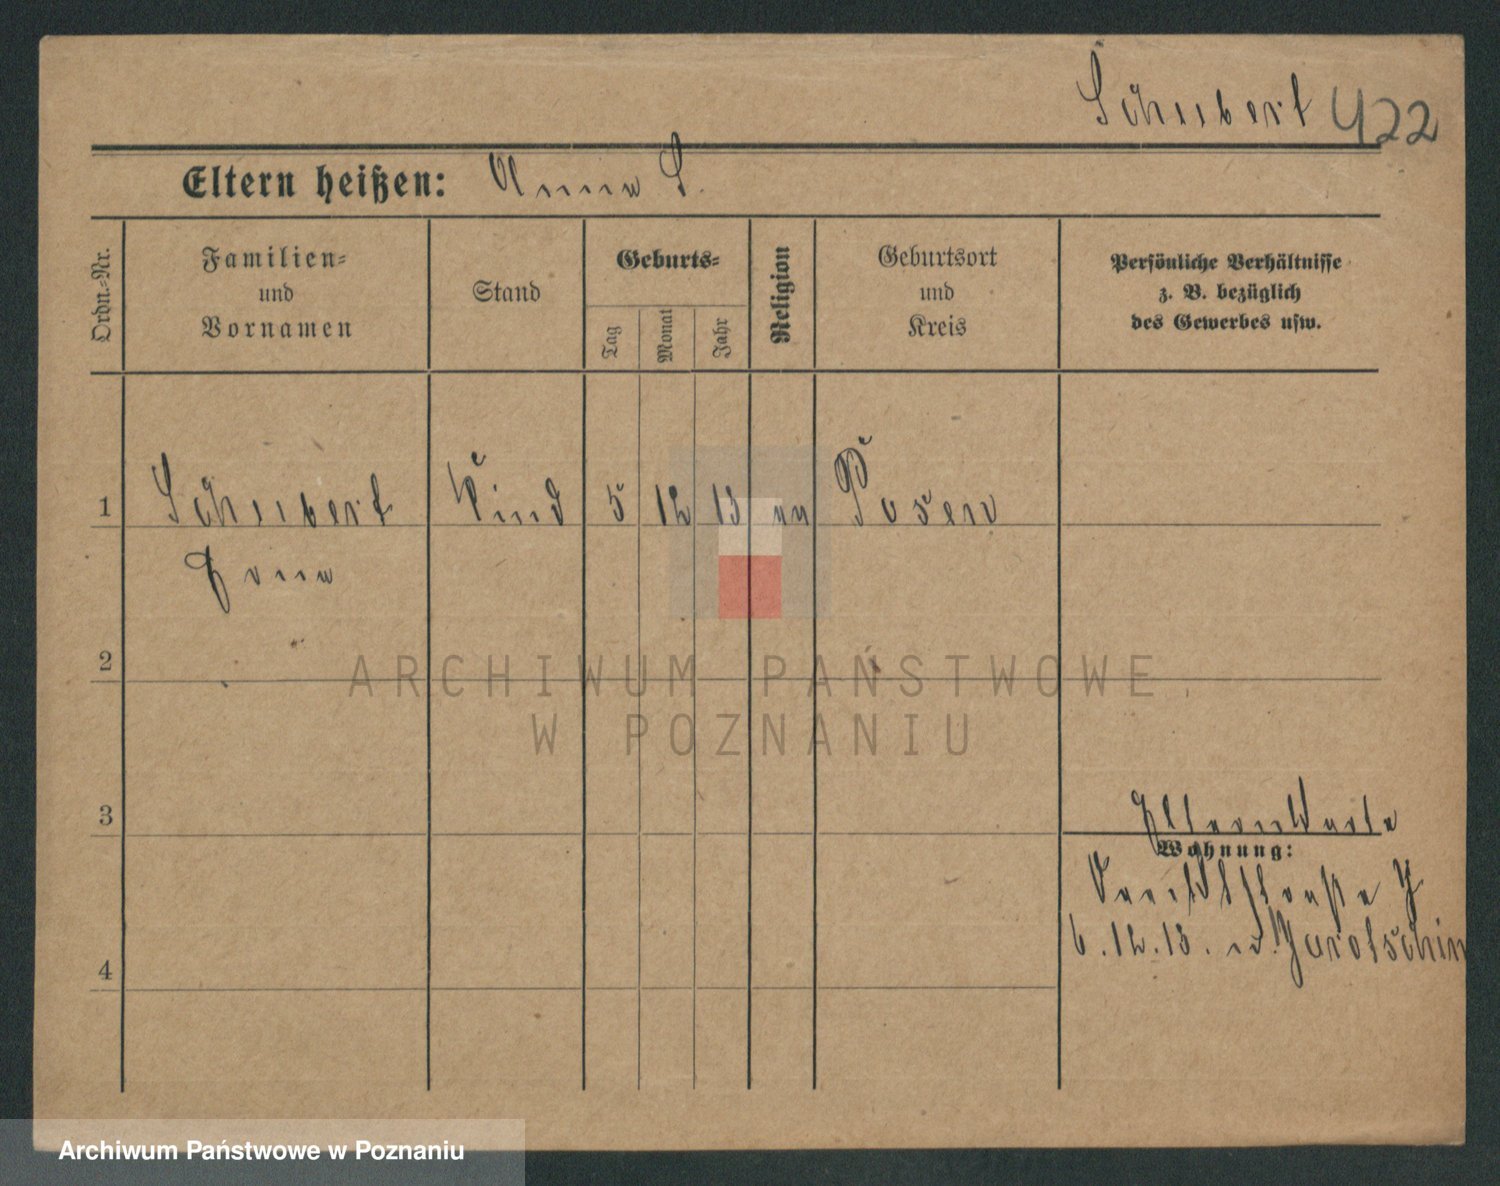 Schubert 422
Eltern heißen: Anna S.
Ordn.-Nr.
Familien-
und
Vornamen
Stand
Geburts-
Tag
Monat
Jahr
Religion
Geburtsort
und
Kreis
Persönliche Verhältnisse
z. B. bezüglich
des Gewerbes usw.
1 Schubert Kind 5 12 13 Posen
2
ARCHIWUM PAŃSTWOWE
W POZNANIU
3
Wohnung:
6.12.13. Jarotschin
4
Archiwum Państwowe w Poznaniu